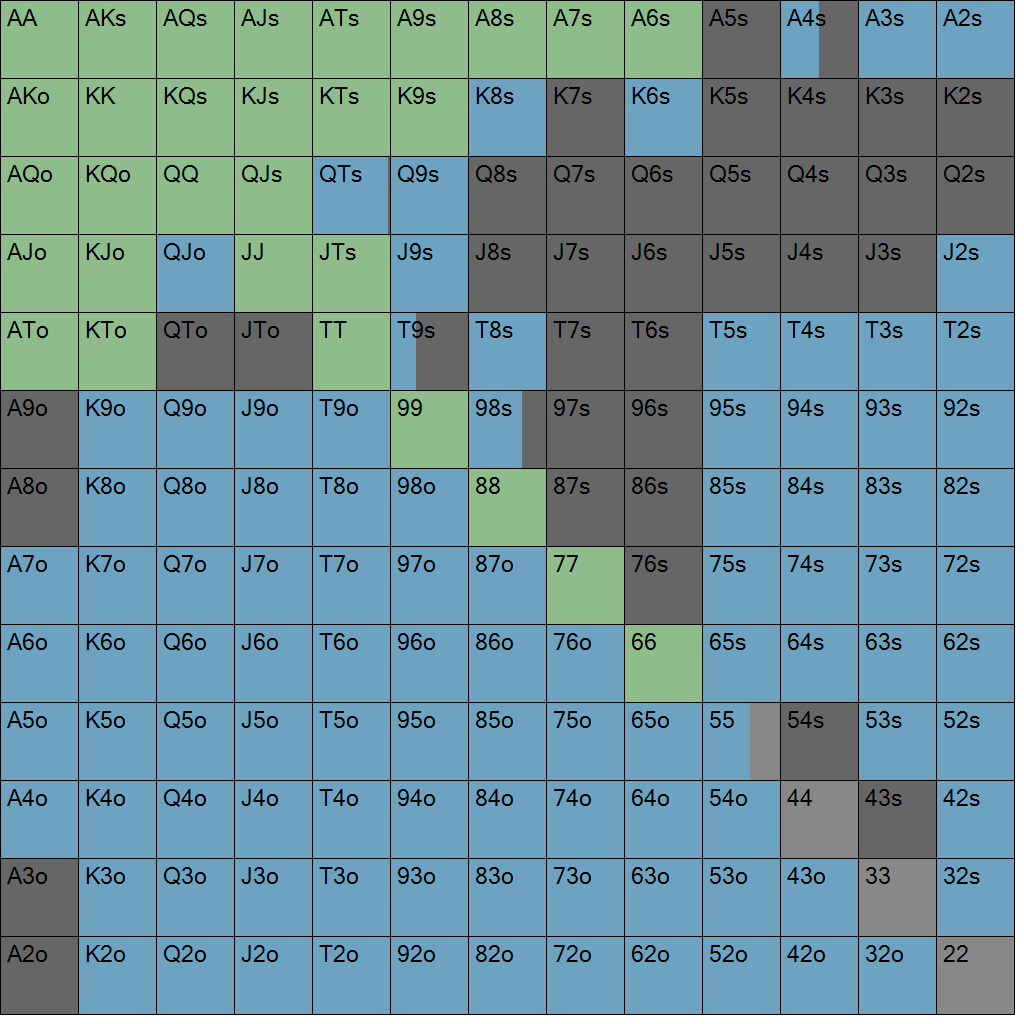 AA AKs AQs AJs ATs A9s A8s A7s A6s A5s A4s A3s A2s
AKo KK KQs KJs KTs K9s K8s K7s K6s K5s K4s K3s K2s
AQo KQo QQ QJs QTs Q9s Q8s Q7s Q6s Q5s Q4s Q3s Q2s
AJo KJo QJo JJ JTs J9s J8s J7s J6s J5s J4s J3s J2s
ATo KTo QTo JTo TT T9s T8s T7s T6s T5s T4s T3s T2s
A9o K9o Q9o J9o T9o 99 98s 97s 96s 95s 94s 93s 92s
A8o K8o Q8o J8o T8o 98o 88 87s 86s 85s 84s 83s 82s
A7o K7o Q7o J7o T7o 97o 87o 77 76s 75s 74s 73s 72s
A6o K6o Q6o J6o T6o 96o 86o 76o 66 65s 64s 63s 62s
A5o K5o Q5o J5o T5o 95o 85o 75o 65o 55 54s 53s 52s
A4o K4o Q4o J4o T4o 94o 84o 74o 64o 54o 44 43s 42s
A3o K3o Q3o J3o T3o 93o 83o 73o 63o 53o 43o 33 32s
A2o K2o Q2o J2o T2o 92o 82o 72o 62o 52o 42o 32o 22